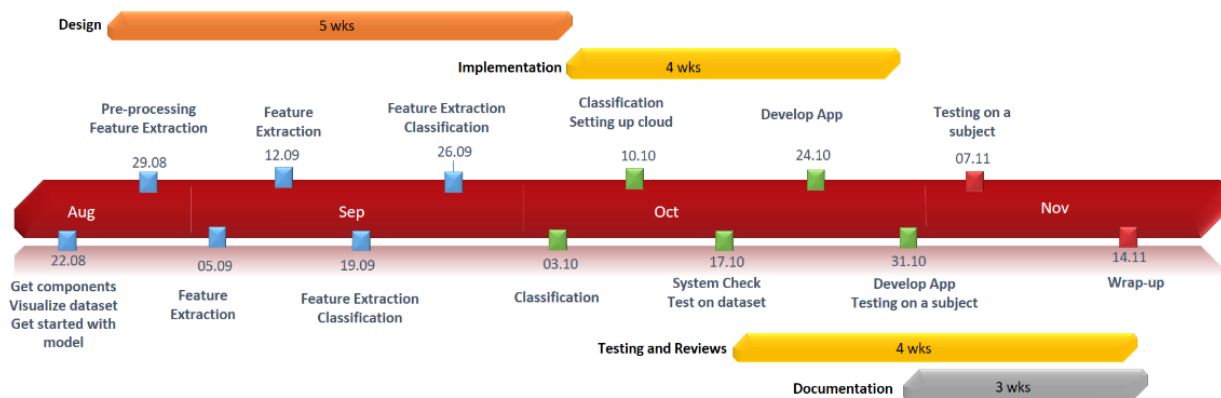 Design
5 wks
Implementation
4 wks
Pre-processing
Feature Extraction
29.08
Feature
Extraction
12.09
Feature Extraction
Classification
26.09
Classification
Setting up cloud
10.10
Develop App
24.10
Testing on a
subject
07.11
Aug
Sep
Oct
Nov
22.08
Get components
Visualize dataset
Get started with
model
05.09
Feature
Extraction
19.09
Feature Extraction
Classification
03.10
Classification
17.10
System Check
Test on dataset
31.10
Develop App
Testing on a subject
14.11
Wrap-up
Testing and Reviews
4 wks
Documentation
3 wks